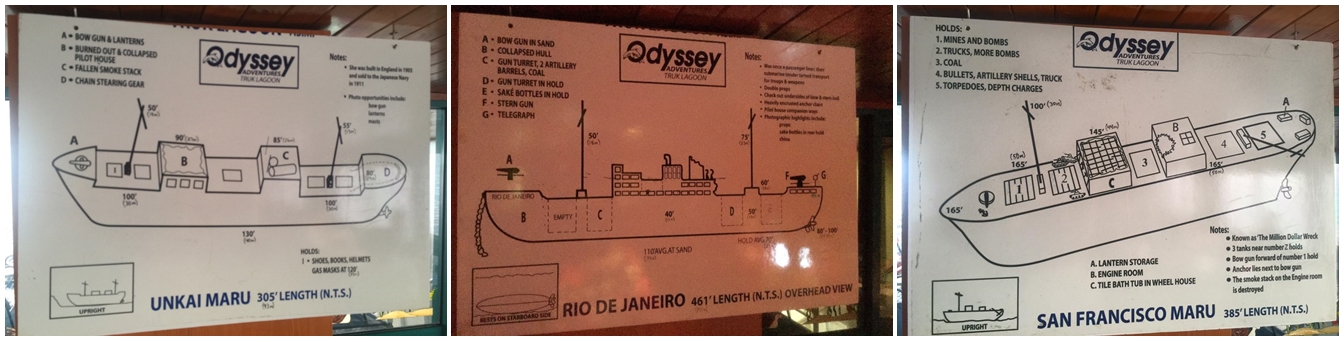 A • BOW GUN & LANTERNS
B • BURNED OUT & COLLAPSED
PILOT HOUSE
C • FALLEN SMOKE STACK
D • CHAIN STEERING GEAR
Odyssey
ADVENTURES
TRUK LAGOON
Notes:
• She was built in England in 1905
and sold to the Japanese Navy
in 1911
• Photo opportunities include:
bow gun
lanterns
masts
50'
55'
90'
85'
A
B
C
D
1
80'
100'
100'
130'
HOLDS:
1 • SHOES, BOOKS, HELMETS
GAS MASKS AT 120'
UPRIGHT
UNKAI MARU 305' LENGTH (N.T.S.)
A • BOW GUN IN SAND
B • COLLAPSED HULL
C • GUN TURRET, 2 ARTILLERY
BARRELS, COAL
D • GUN TURRET IN HOLD
E • SAKÉ BOTTLES IN HOLD
F • STERN GUN
G • TELEGRAPH
Odyssey
ADVENTURES
TRUK LAGOON
Notes:
50'
75'
A
60'
F
G
RIO DE JANEIRO
B
EMPTY
C
40'
D
50'
110' AVG. AT SAND
RESTS ON STARBOARD SIDE
RIO DE JANEIRO 461' LENGTH (N.T.S.) OVERHEAD VIEW
HOLDS:
1. MINES AND BOMBS
2. TRUCKS, MORE BOMBS
3. COAL
4. BULLETS, ARTILLERY SHELLS, TRUCK
5. TORPEDOES, DEPTH CHARGES
Odyssey
ADVENTURES
TRUK LAGOON
100'
145'
A
B
165'
1
2
C
3
4
5
165'
165'
Notes:
• Known as 'The Million Dollar Wreck
• 3 tanks near number 2 holds
• Bow gun forward of number 1 hold
• Anchor lies next to bow gun
• The smoke stack on the Engine room
is destroyed
A. LANTERN STORAGE
B. ENGINE ROOM
C. TILE BATH TUB IN WHEEL HOUSE
UPRIGHT
SAN FRANCISCO MARU 385' LENGTH (N.T.S.)